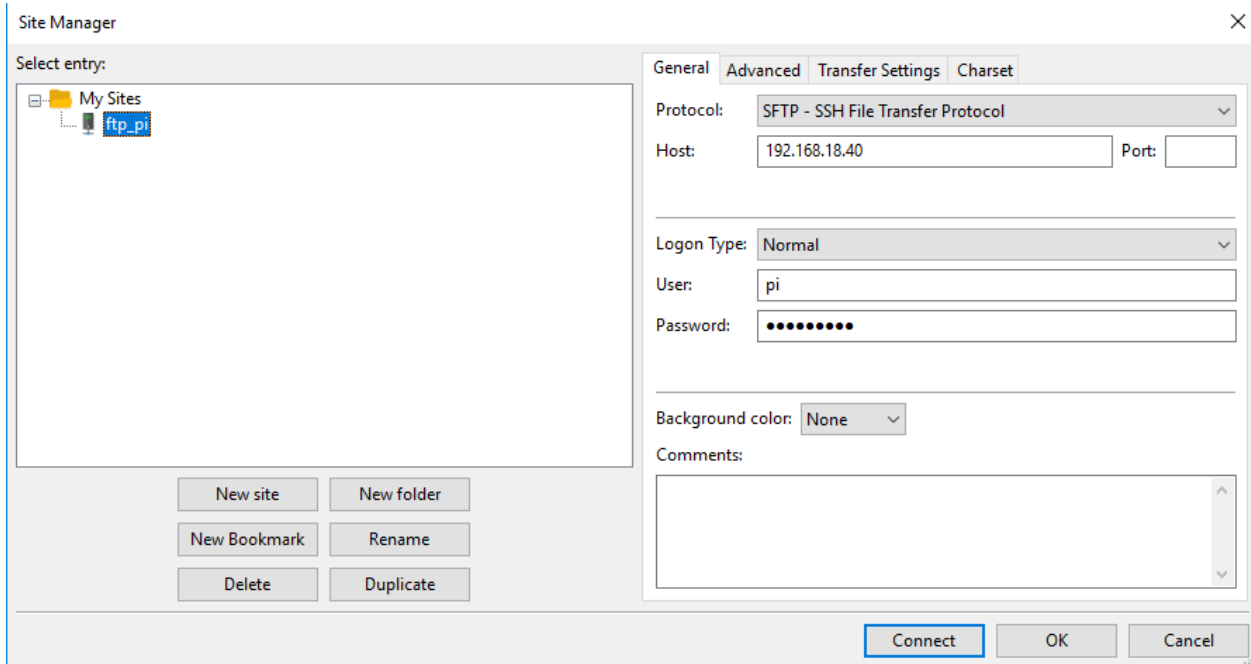 Site Manager
Select entry:
My Sites
ftp_pi
New site
New folder
New Bookmark
Rename
Delete
Duplicate
General Advanced Transfer Settings Charset
Protocol: SFTP - SSH File Transfer Protocol
Host: 192.168.18.40 Port:
Logon Type: Normal
User: pi
Password: •••••••••
Background color: None
Comments:
Connect OK Cancel